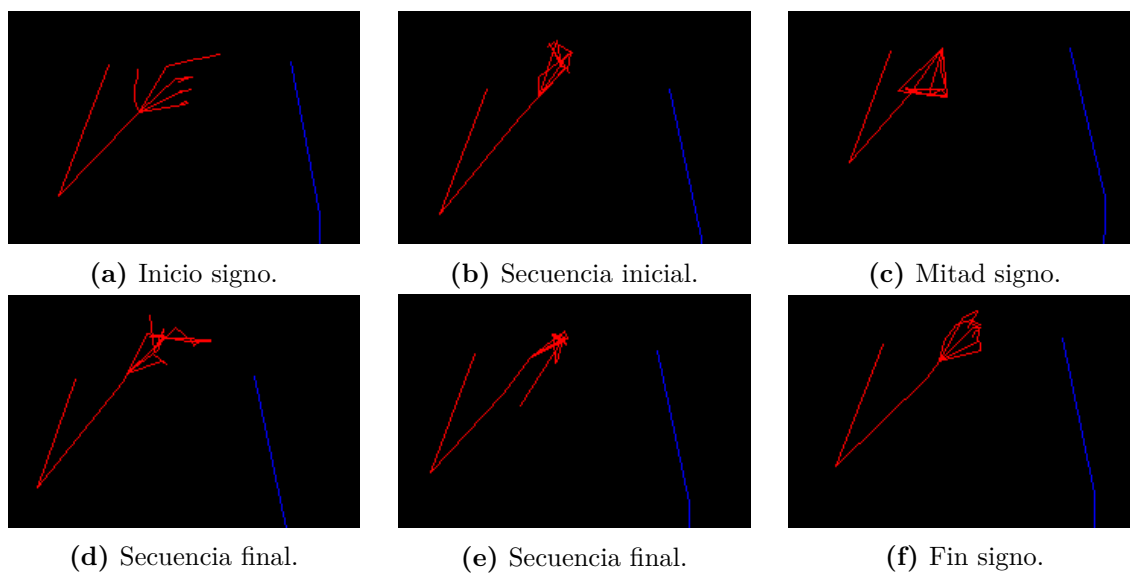 (a) Inicio signo.
(b) Secuencia inicial.
(c) Mitad signo.
(d) Secuencia final.
(e) Secuencia final.
(f) Fin signo.